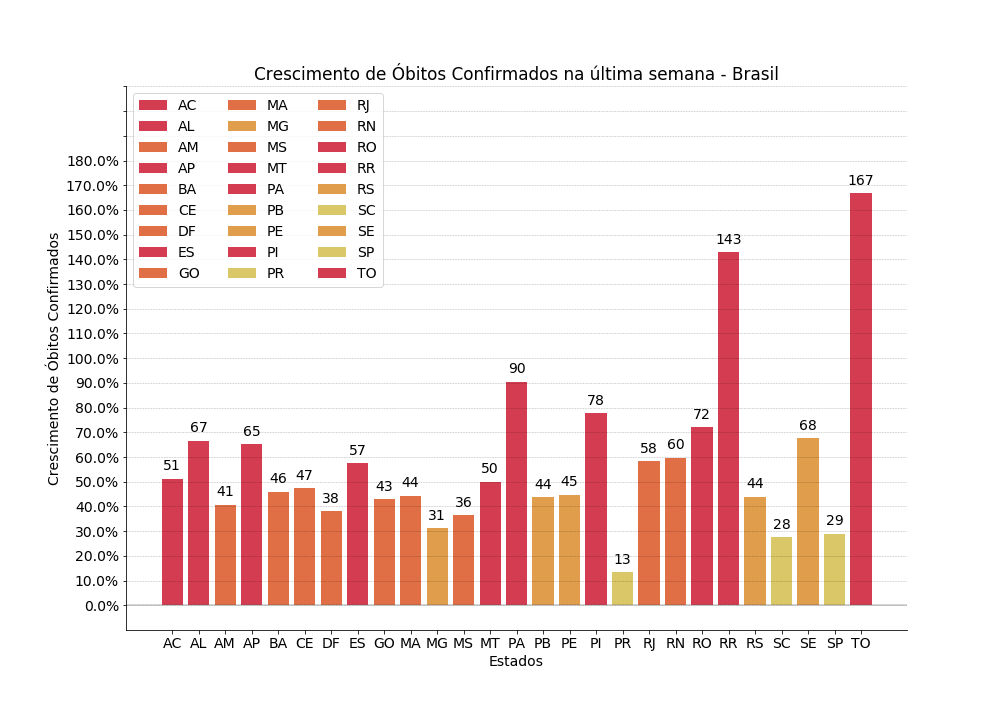 Crescimento de Óbitos Confirmados na última semana - Brasil
AC MA RJ
AL MG RN
AM MS RO
AP MT RR
BA PA RS
CE PB SC
DF PE SE
ES PI SP
GO PR TO
Crescimento de Óbitos Confirmados
180.0%
170.0%
160.0%
150.0%
140.0%
130.0%
120.0%
110.0%
100.0%
90.0%
80.0%
70.0%
60.0%
50.0%
40.0%
30.0%
20.0%
10.0%
0.0%
51 67 41 65 46 47 38 57 43 44 31 36 50 90 44 45 78 13 58 60 72 143 44 28 68 29 167
AC AL AM AP BA CE DF ES GO MA MG MS MT PA PB PE PI PR RJ RN RO RR RS SC SE SP TO
Estados